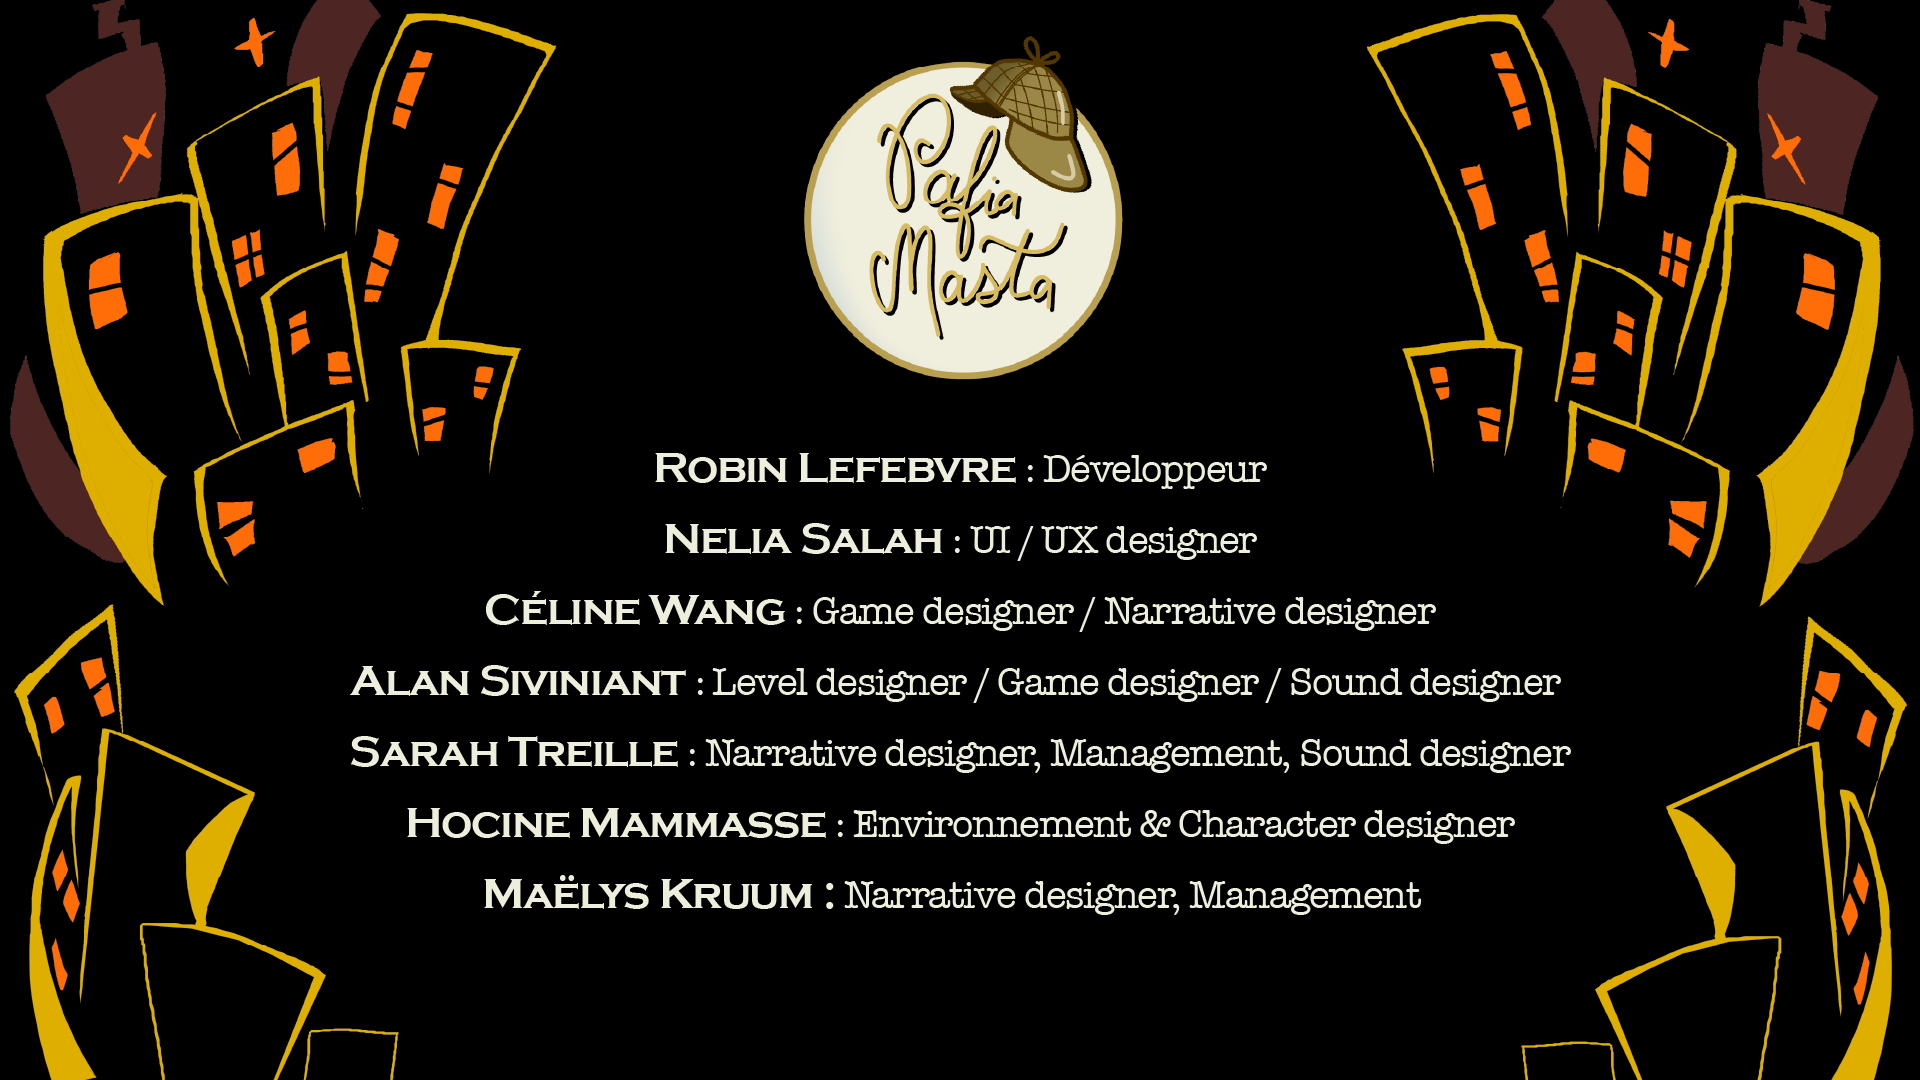 Pafia
Masta
Robin Lefebvre : Développeur
Nelia Salah : UI / UX designer
Céline Wang : Game designer / Narrative designer
Alan Siviniant : Level designer / Game designer / Sound designer
Sarah Treille : Narrative designer, Management, Sound designer
Hocine Mammasse : Environnement & Character designer
Maëlys Kruum : Narrative designer, Management